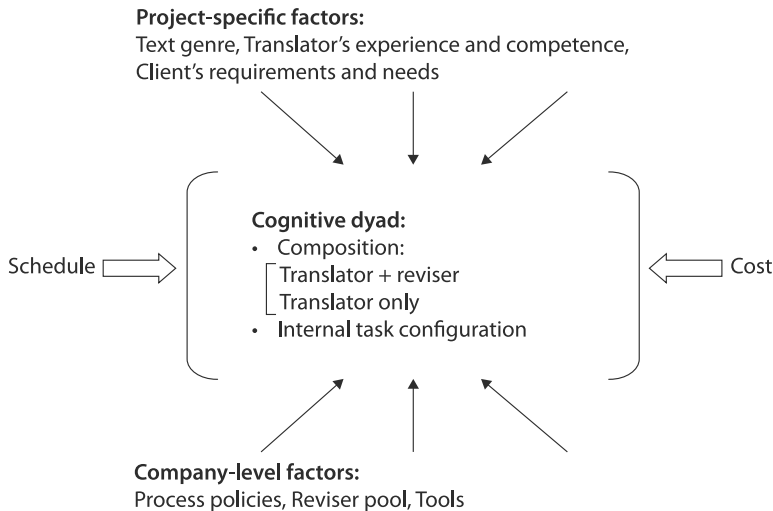 Project-specific factors:
Text genre, Translator’s experience and competence,
Client’s requirements and needs
Cognitive dyad:
• Composition:
Translator + reviser
Translator only
• Internal task configuration
Schedule
Cost
Company-level factors:
Process policies, Reviser pool, Tools